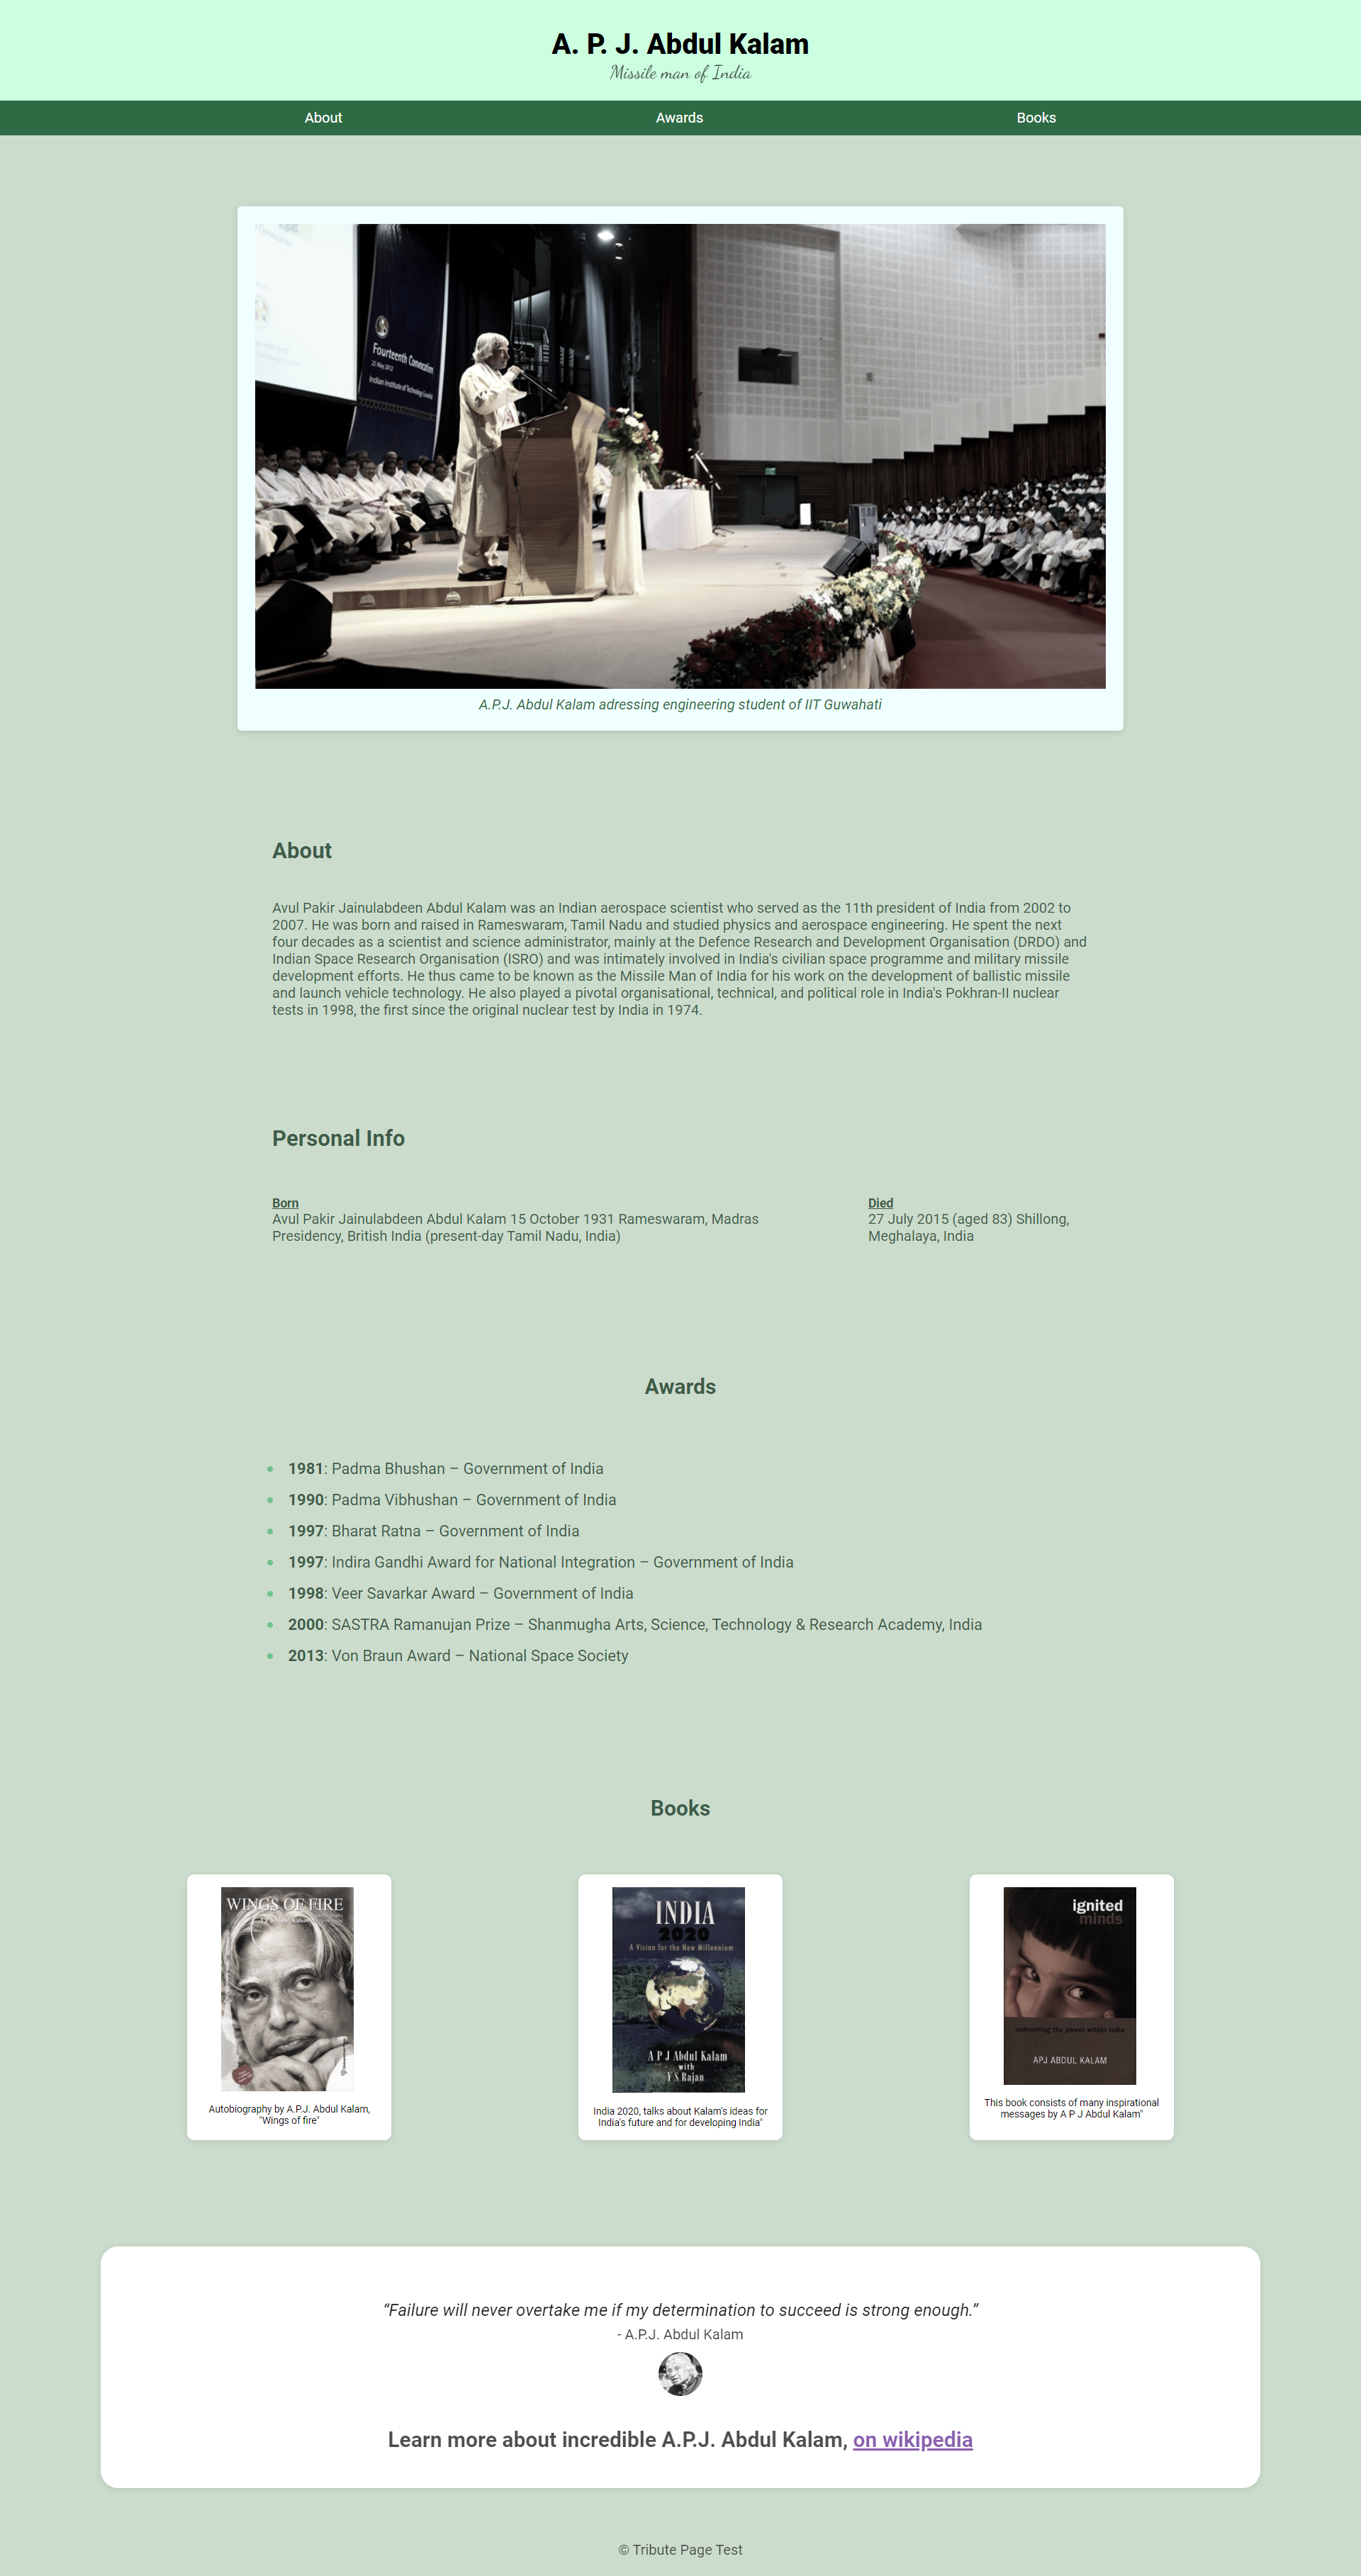 A. P. J. Abdul Kalam
Missile man of India
About
Awards
Books
Fourteenth Convocation
21 May 2012
Indian Institute of Technology
A.P.J. Abdul Kalam adressing engineering student of IIT Guwahati
About
Avul Pakir Jainulabdeen Abdul Kalam was an Indian aerospace scientist who served as the 11th president of India from 2002 to
2007. He was born and raised in Rameswaram, Tamil Nadu and studied physics and aerospace engineering. He spent the next
four decades as a scientist and science administrator, mainly at the Defence Research and Development Organisation (DRDO) and
Indian Space Research Organisation (ISRO) and was intimately involved in India's civilian space programme and military missile
development efforts. He thus came to be known as the Missile Man of India for his work on the development of ballistic missile
and launch vehicle technology. He also played a pivotal organisational, technical, and political role in India's Pokhran-II nuclear
tests in 1998, the first since the original nuclear test by India in 1974.
Personal Info
Born
Avul Pakir Jainulabdeen Abdul Kalam 15 October 1931 Rameswaram, Madras
Presidency, British India (present-day Tamil Nadu, India)
Died
27 July 2015 (aged 83) Shillong,
Meghalaya, India
Awards
1981: Padma Bhushan – Government of India
1990: Padma Vibhushan – Government of India
1997: Bharat Ratna – Government of India
1997: Indira Gandhi Award for National Integration – Government of India
1998: Veer Savarkar Award – Government of India
2000: SASTRA Ramanujan Prize – Shanmugha Arts, Science, Technology & Research Academy, India
2013: Von Braun Award – National Space Society
Books
WINGS OF FIRE
Autobiography by A.P.J. Abdul Kalam,
"Wings of fire"
INDIA
2020
A Vision for the New Millennium
A P J Abdul Kalam
with
Y S Rajan
India 2020, talks about Kalam's ideas for
India's future and for developing India"
ignited
minds
unleashing the power within India
APJ ABDUL KALAM
This book consists of many inspirational
messages by A P J Abdul Kalam"
“Failure will never overtake me if my determination to succeed is strong enough.”
- A.P.J. Abdul Kalam
Learn more about incredible A.P.J. Abdul Kalam, on wikipedia
© Tribute Page Test